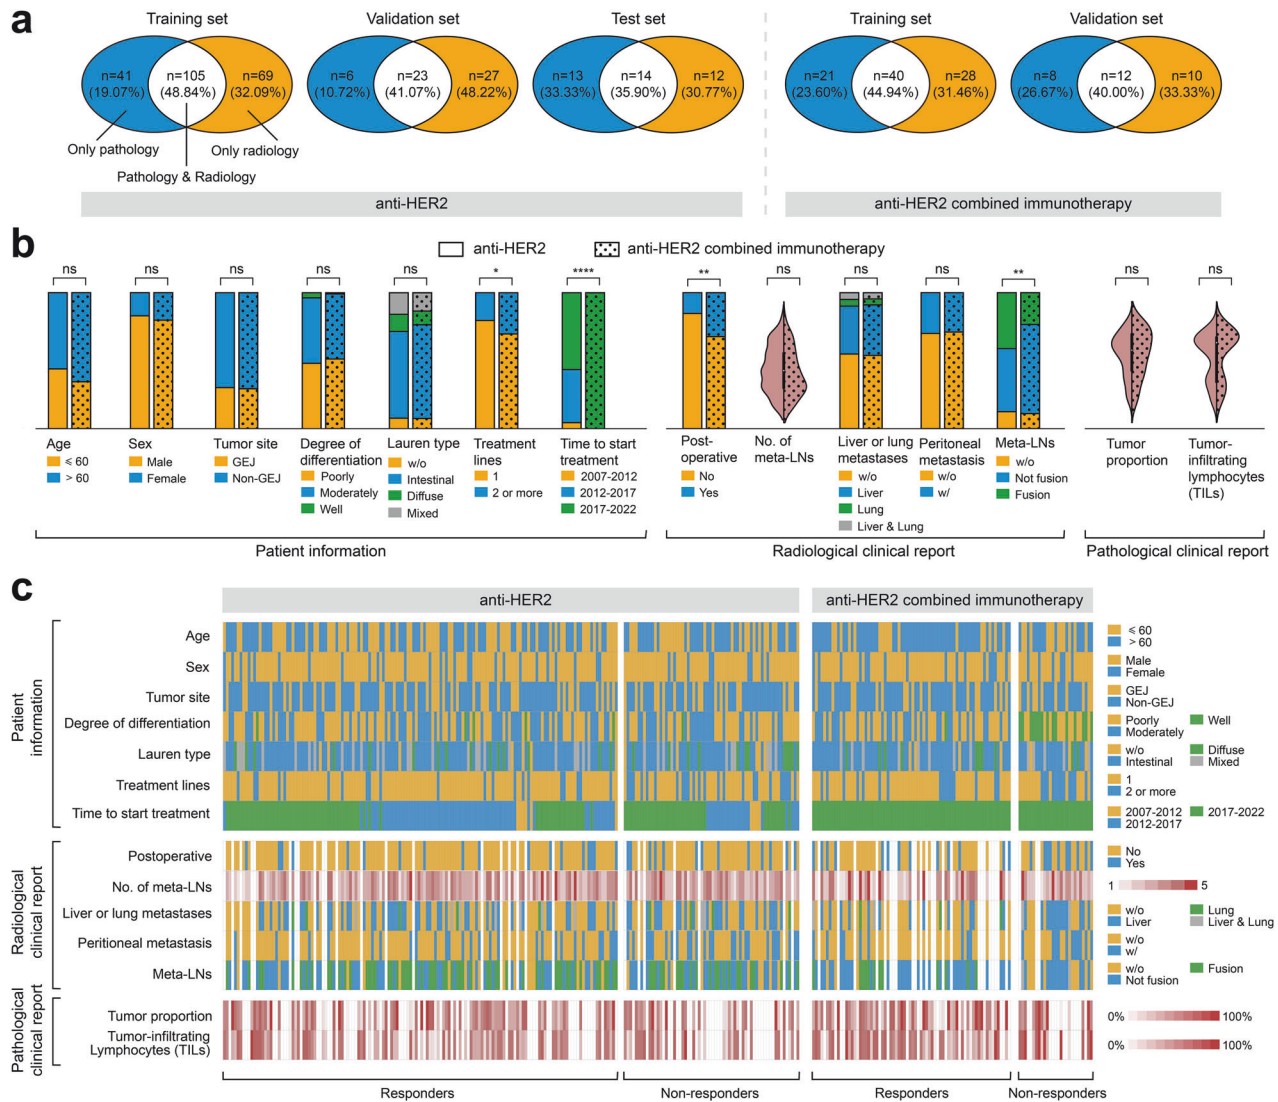 a
Training set
Validation set
Test set
Training set
Validation set
n=41
(19.07%)
n=105
(48.84%)
n=69
(32.09%)
n=6
(10.72%)
n=23
(41.07%)
n=27
(48.22%)
n=13
(33.33%)
n=14
(35.90%)
n=12
(30.77%)
n=21
(23.60%)
n=40
(44.94%)
n=28
(31.46%)
n=8
(26.67%)
n=12
(40.00%)
n=10
(33.33%)
Only pathology
Only radiology
Pathology & Radiology
anti-HER2
anti-HER2 combined immunotherapy
b
anti-HER2
anti-HER2 combined immunotherapy
ns
ns
ns
ns
ns
*
****
**
ns
ns
ns
**
ns
ns
Age
≤ 60
> 60
Sex
Male
Female
Tumor site
GEJ
Non-GEJ
Degree of
differentiation
Poorly
Moderately
Well
Lauren type
w/o
Intestinal
Diffuse
Mixed
Treatment
lines
1
2 or more
Time to start
treatment
2007-2012
2012-2017
2017-2022
Post-
operative
No
Yes
No. of
meta-LNs
Liver or lung
metastases
w/o
Liver
Lung
Liver & Lung
Peritoneal
metastasis
w/o
w/
Meta-LNs
w/o
Not fusion
Fusion
Tumor
proportion
Tumor-
infiltrating
lymphocytes
(TILs)
Patient information
Radiological clinical report
Pathological clinical report
c
anti-HER2
anti-HER2 combined immunotherapy
Patient
information
Age
Sex
Tumor site
Degree of differentiation
Lauren type
Treatment lines
Time to start treatment
≤ 60
> 60
Male
Female
GEJ
Non-GEJ
Poorly
Well
Moderately
w/o
Diffuse
Intestinal
Mixed
1
2 or more
2007-2012
2017-2022
2012-2017
Radiological
clinical report
Postoperative
No. of meta-LNs
Liver or lung metastases
Peritioneal metastasis
Meta-LNs
No
Yes
1
5
w/o
Lung
Liver
Liver & Lung
w/o
w/
w/o
Fusion
Not fusion
Pathological
clinical report
Tumor proportion
Tumor-infiltrating
Lymphocytes (TILs)
0%
100%
0%
100%
Responders
Non-responders
Responders
Non-responders